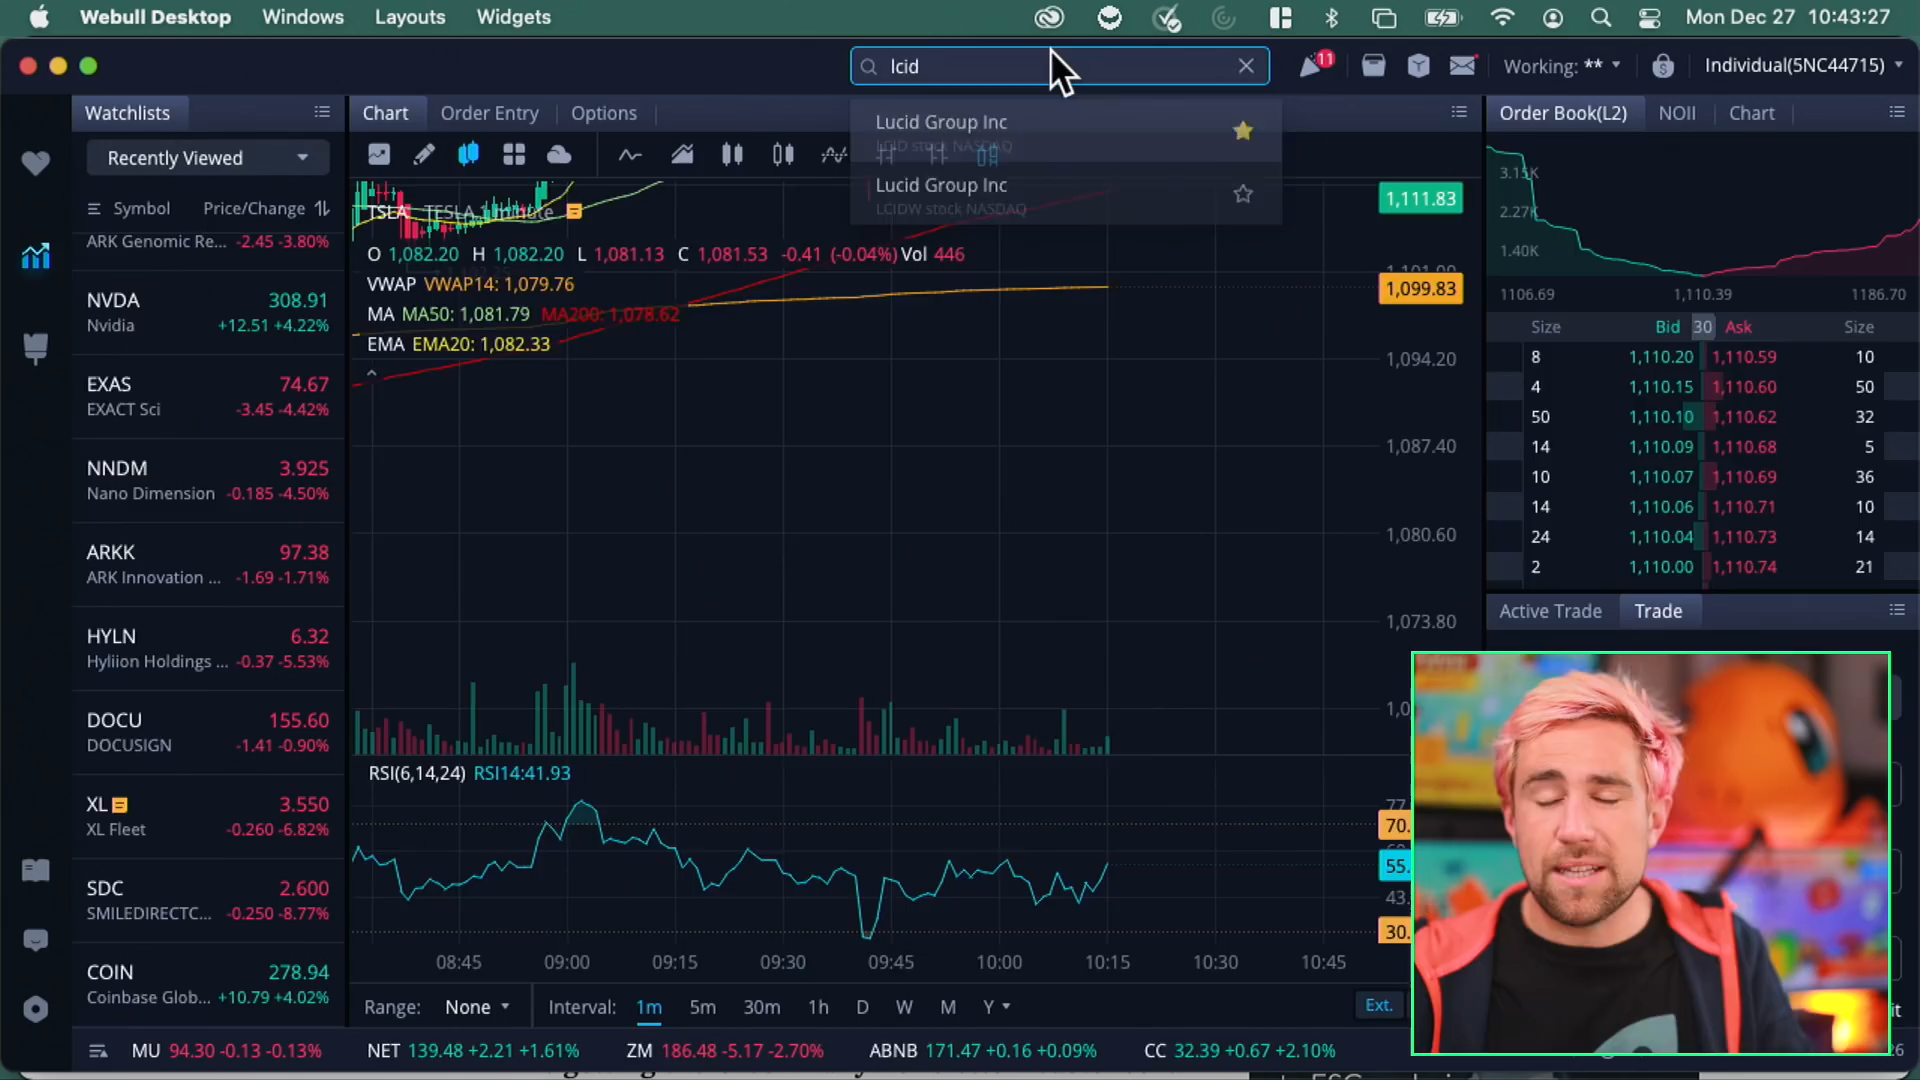 Webull Desktop Windows Layouts Widgets Mon Dec 27 10:43:27
lcid 11 Working: ** Individual(5NC44715)
Watchlists Chart Order Entry Options Order Book(L2) NOII Chart
Lucid Group Inc
LCID stock NASDAQ
Lucid Group Inc
LCIDW stock NASDAQ
Recently Viewed
Symbol Price/Change
ARK Genomic Re... -2.45 -3.80%
NVDA 308.91
Nvidia +12.51 +4.22%
EXAS 74.67
EXACT Sci -3.45 -4.42%
NNDM 3.925
Nano Dimension -0.185 -4.50%
ARKK 97.38
ARK Innovation ... -1.69 -1.71%
HYLN 6.32
Hyliion Holdings ... -0.37 -5.53%
DOCU 155.60
DOCUSIGN -1.41 -0.90%
XL 3.550
XL Fleet -0.260 -6.82%
SDC 2.600
SMILEDIRECTC... -0.250 -8.77%
COIN 278.94
Coinbase Glob... +10.79 +4.02%
TSLA TESLA 1 minute
O 1,082.20 H 1,082.20 L 1,081.13 C 1,081.53 -0.41 (-0.04%) Vol 446
VWAP VWAP14: 1,079.76
MA MA50: 1,081.79 MA200: 1,078.62
EMA EMA20: 1,082.33
1,111.83
1,101.00
1,099.83
1,094.20
1,087.40
1,080.60
1,073.80
RSI(6,14,24) RSI14:41.93
70.
55.
43.
30.
08:45 09:00 09:15 09:30 09:45 10:00 10:15 10:30 10:45
Range: None Interval: 1m 5m 30m 1h D W M Y Ext.
3.15K
2.27K
1.40K
1106.69 1,110.39 1186.70
Size Bid 30 Ask Size
8 1,110.20 1,110.59 10
4 1,110.15 1,110.60 50
50 1,110.10 1,110.62 32
14 1,110.09 1,110.68 5
10 1,110.07 1,110.69 36
14 1,110.06 1,110.71 10
24 1,110.04 1,110.73 14
2 1,110.00 1,110.74 21
Active Trade Trade
MU 94.30 -0.13 -0.13% NET 139.48 +2.21 +1.61% ZM 186.48 -5.17 -2.70% ABNB 171.47 +0.16 +0.09% CC 32.39 +0.67 +2.10%